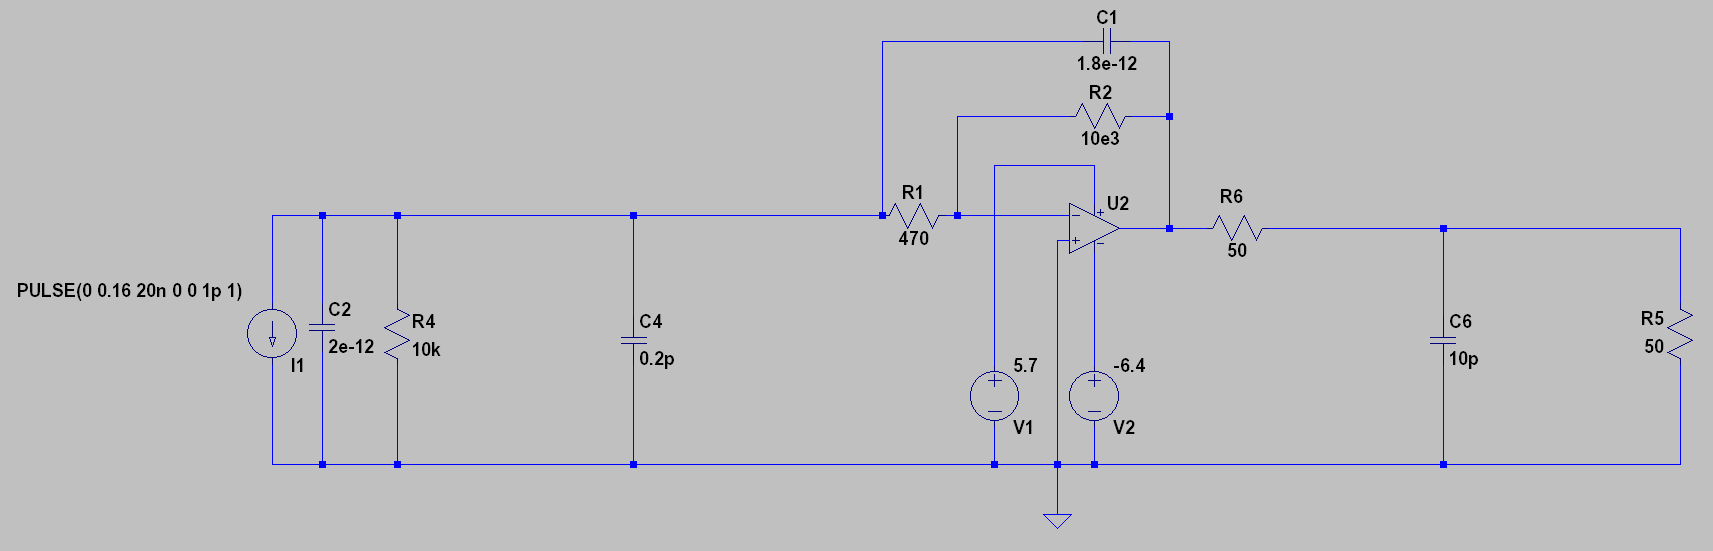 C1
1.8e-12
R2
10e3
R1
470
+
U2
−
+
−
R6
50
PULSE(0 0.16 20n 0 0 1p 1)
I1
C2
2e-12
R4
10k
C4
0.2p
5.7
+
−
V1
-6.4
+
−
V2
C6
10p
R5
50